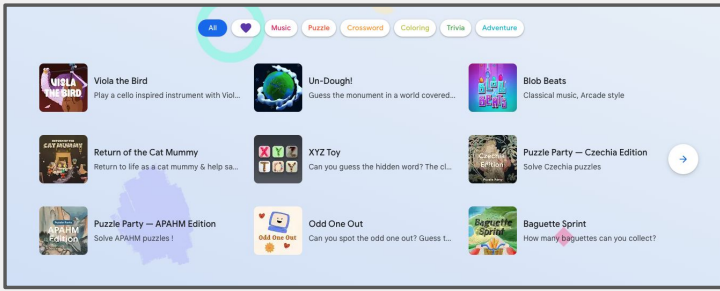 All
Music
Puzzle
Crossword
Coloring
Trivia
Adventure
VIOLA
THE BIRD
Viola the Bird
Play a cello inspired instrument with Viol...
Un-Dough!
Guess the monument in a world covered...
BLOB
BEATS
Blob Beats
Classical music, Arcade style
RETURN OF THE
CAT MUMMY
Return of the Cat Mummy
Return to life as a cat mummy & help sa...
X Y Z
T O Y
XYZ Toy
Can you guess the hidden word? The cl...
Czechia
Edition
Puzzle Party
Puzzle Party — Czechia Edition
Solve Czechia puzzles
Puzzle Party
APAHM
Edition
Puzzle Party — APAHM Edition
Solve APAHM puzzles !
Odd One Out
Odd One Out
Can you spot the odd one out? Guess t...
Baguette
Sprint
Baguette Sprint
How many baguettes can you collect?